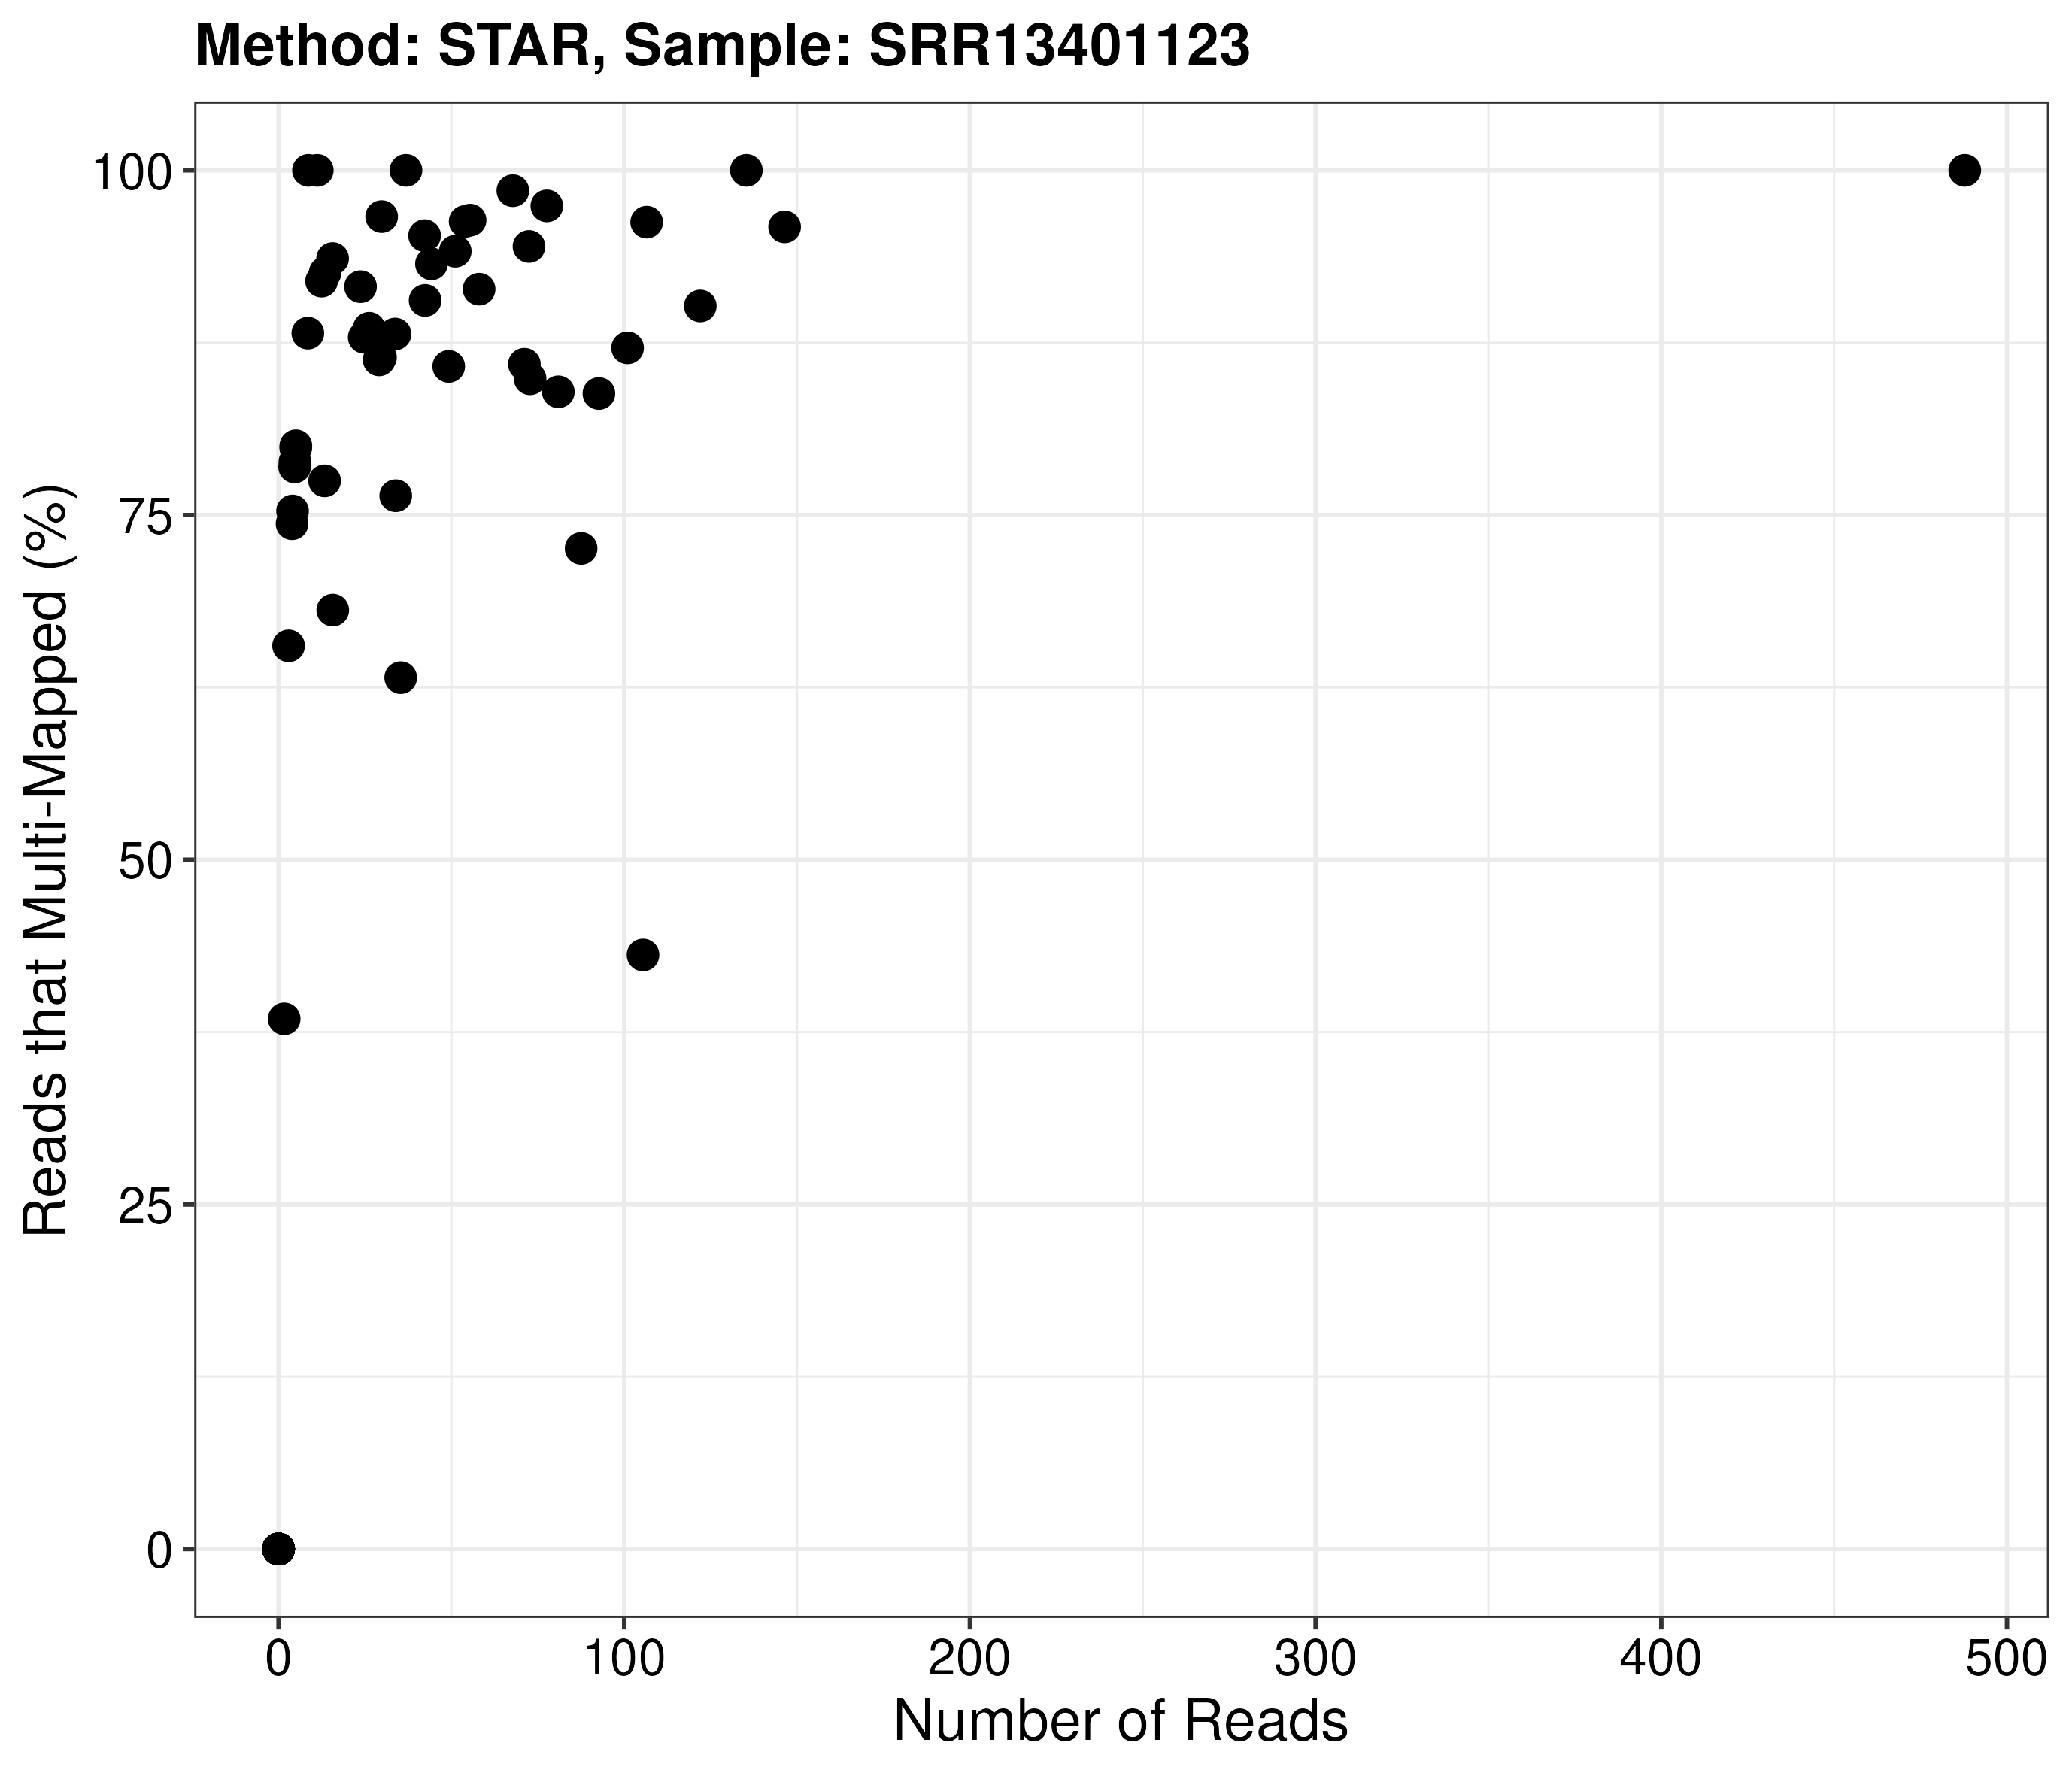 Method: STAR, Sample: SRR13401123
Reads that Multi-Mapped (%)
100
75
50
25
0
0 100 200 300 400 500
Number of Reads